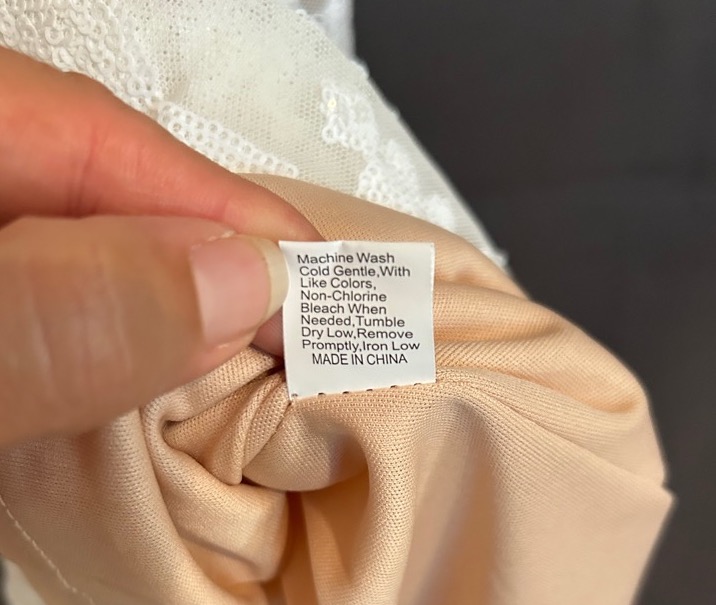 Machine Wash
Cold Gentle,With
Like Colors,
Non-Chlorine
Bleach When
Needed,Tumble
Dry Low,Remove
Promptly,Iron Low
MADE IN CHINA